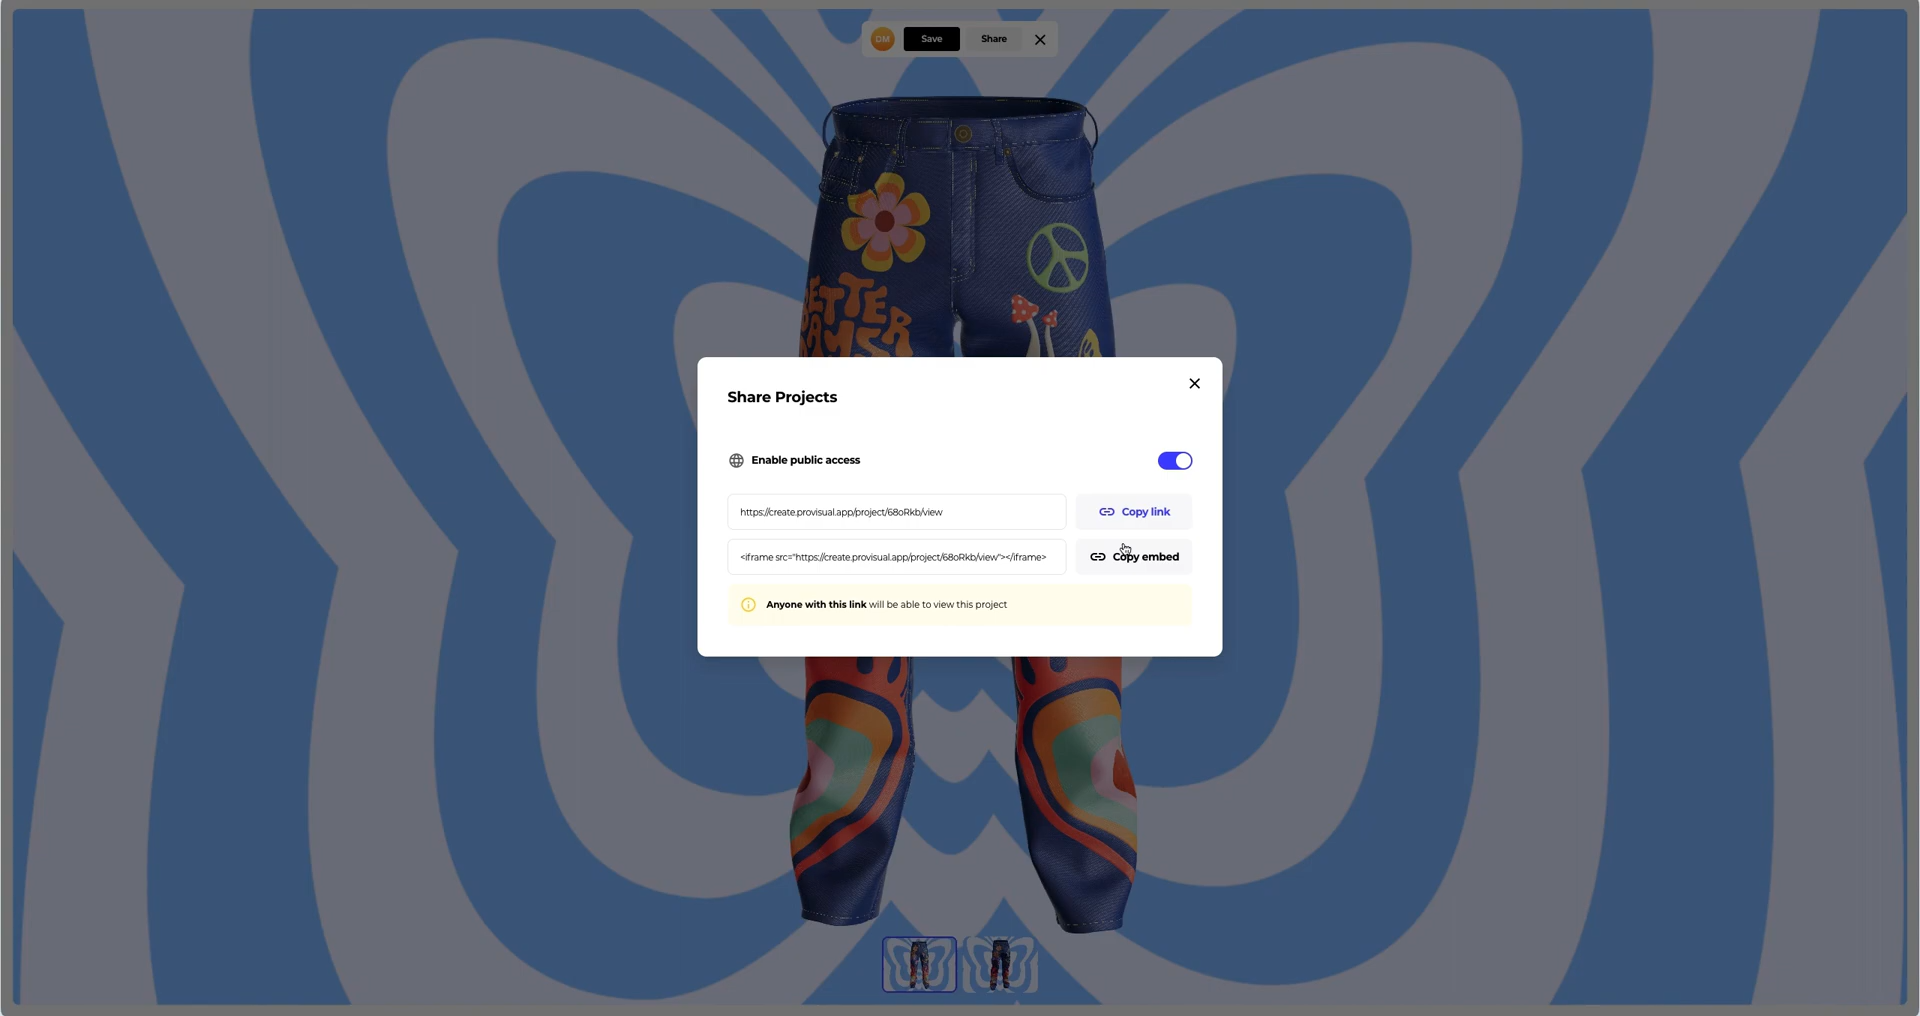 DM
Save
Share
Share Projects
Enable public access
https://create.provisual.app/project/68oRkb/view
Copy link
<iframe src="https://create.provisual.app/project/68oRkb/view"></iframe>
Copy embed
Anyone with this link will be able to view this project